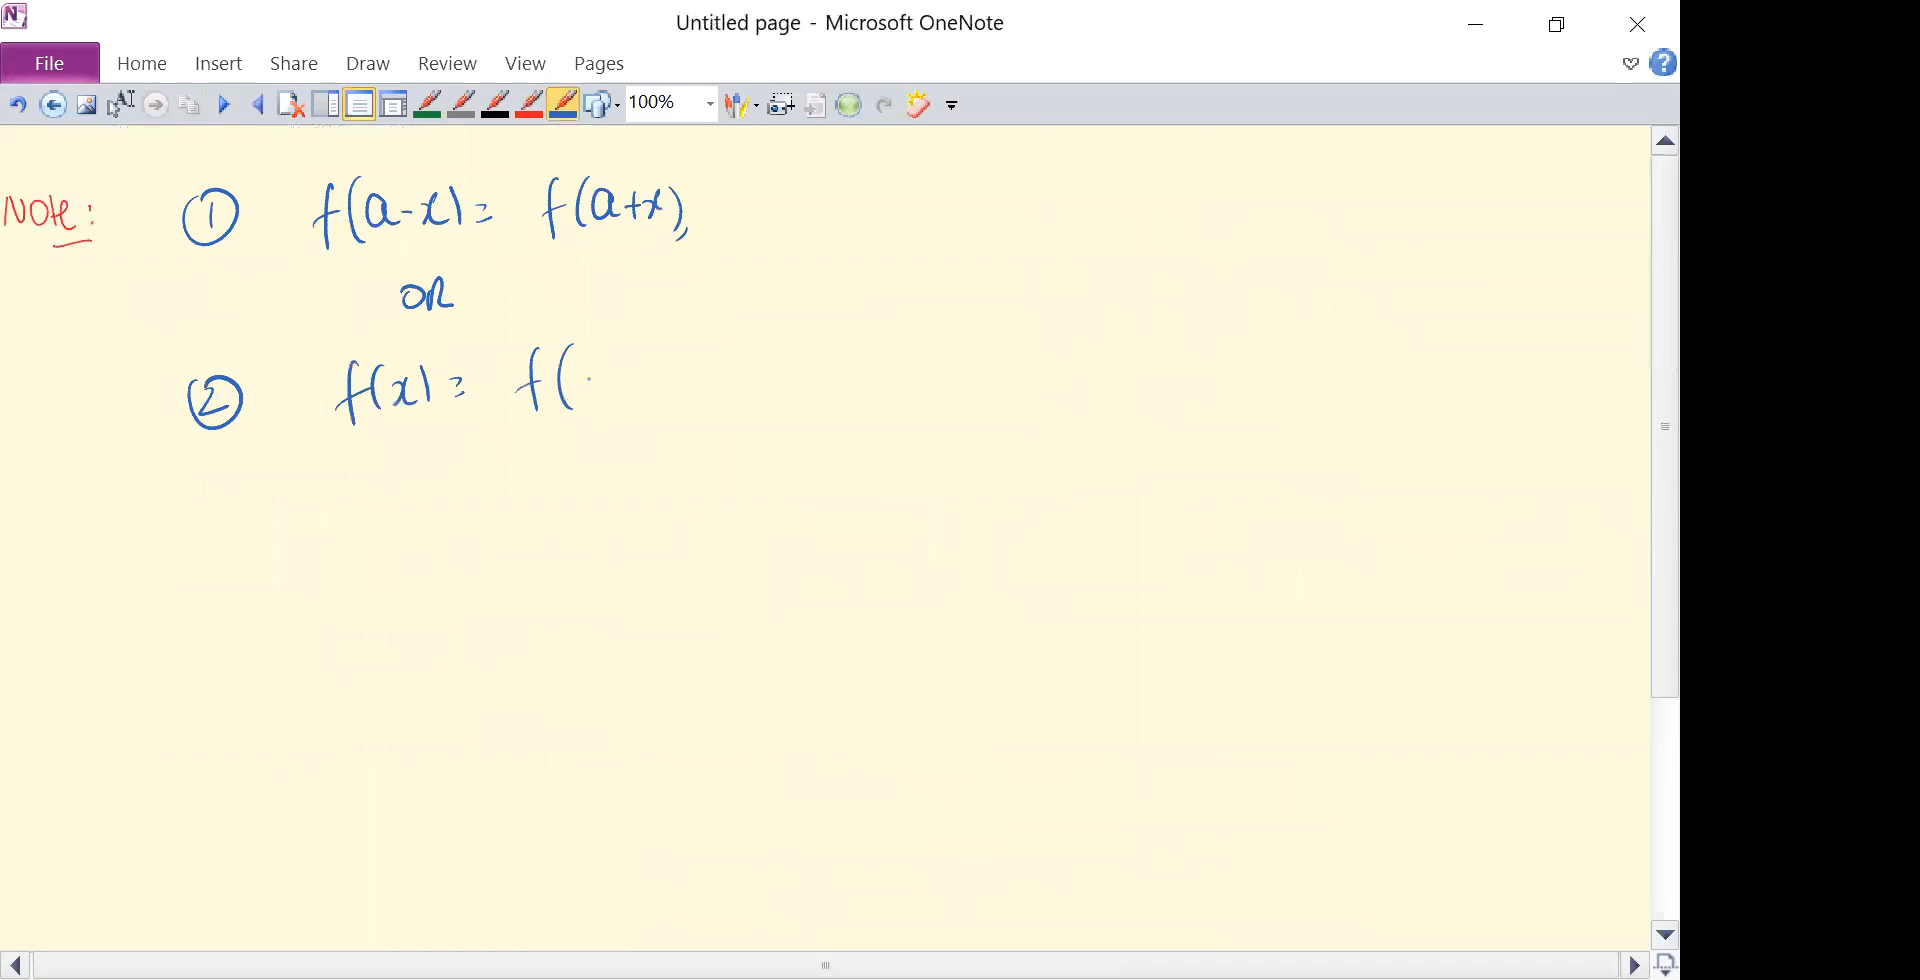 Untitled page - Microsoft OneNote
File Home Insert Share Draw Review View Pages
100%
Note: ① f(a-x) = f(a+x),
OR
② f(x) = f(